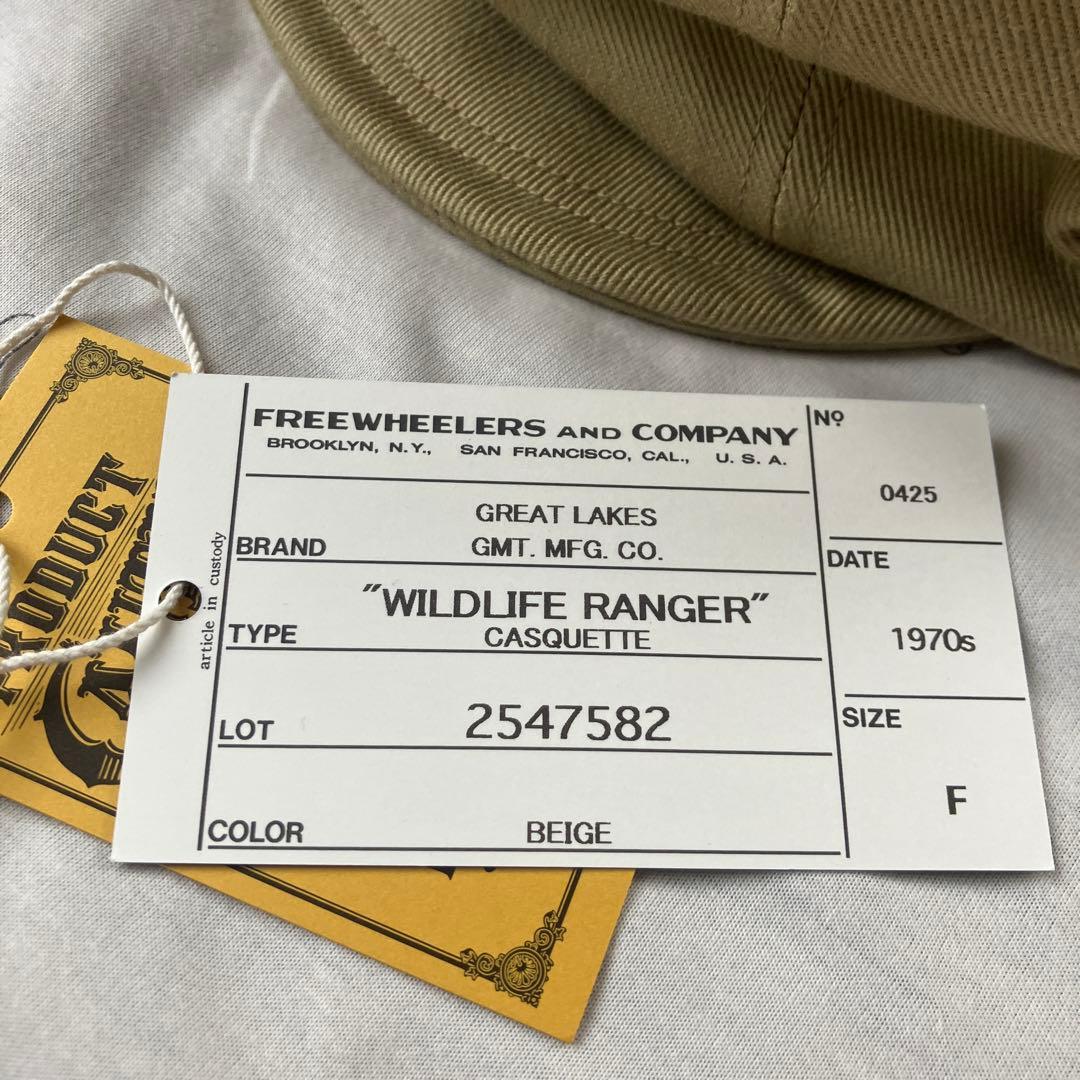 FREEWHEELERS AND COMPANY
BROOKLYN, N.Y., SAN FRANCISCO, CAL., U. S. A.
GREAT LAKES
BRAND GMT. MFG. CO.
"WILDLIFE RANGER"
TYPE CASQUETTE
LOT 2547582
COLOR BEIGE
Nº
0425
DATE
1970s
SIZE
F
article in custody
PRODUCT